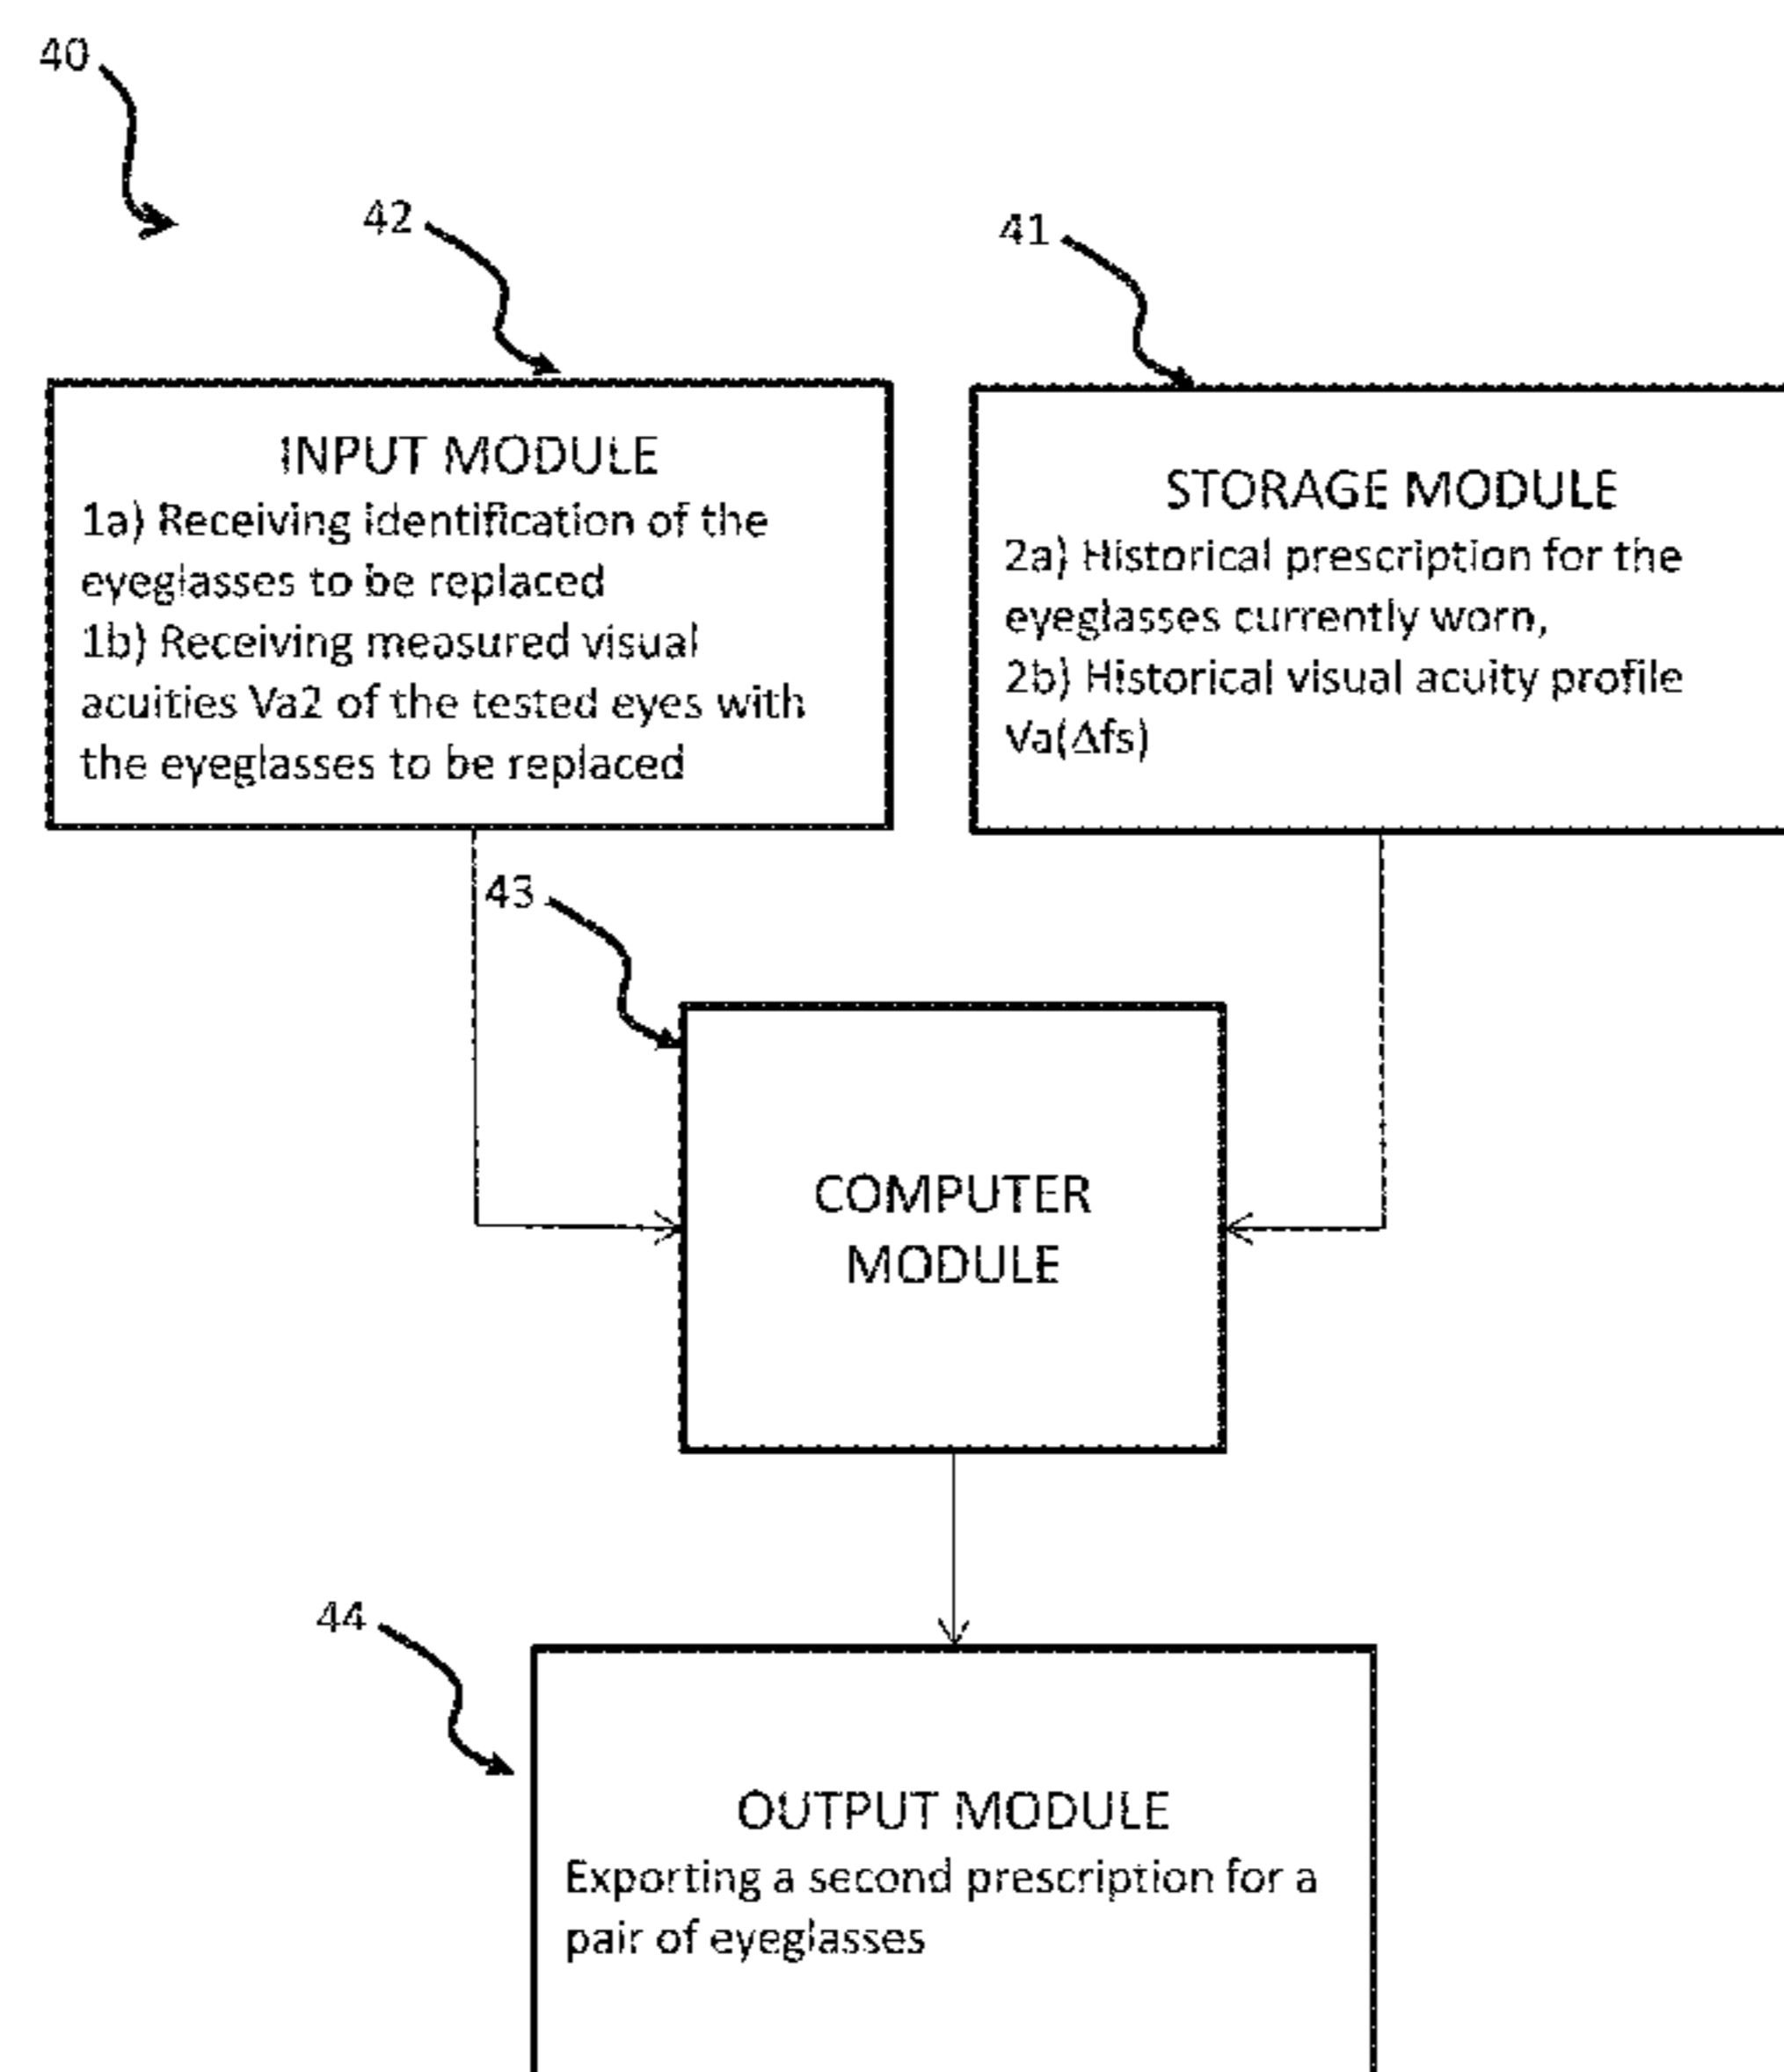 40
42
41
INPUT MODULE
1a) Receiving identification of the
eyeglasses to be replaced
1b) Receiving measured visual
acuities Va2 of the tested eyes with
the eyeglasses to be replaced
STORAGE MODULE
2a) Historical prescription for the
eyeglasses currently worn,
2b) Historical visual acuity profile
Va(Δfs)
43
COMPUTER
MODULE
44
OUTPUT MODULE
Exporting a second prescription for a
pair of eyeglasses